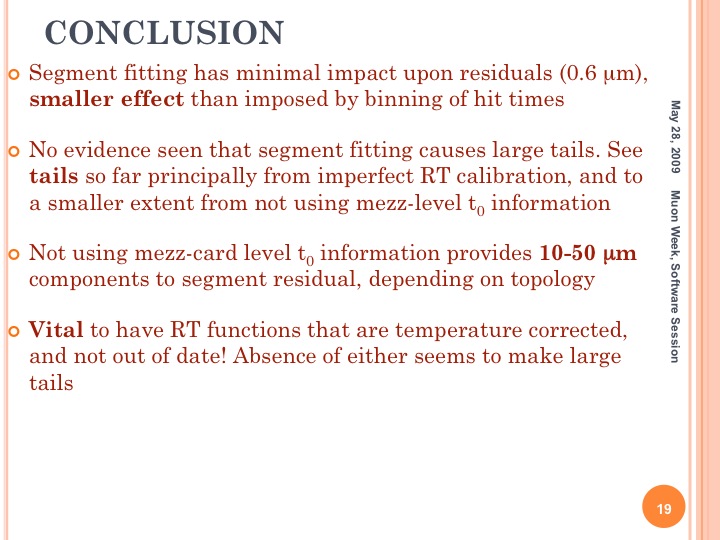 CONCLUSION
Segment fitting has minimal impact upon residuals (0.6 μm),
smaller effect than imposed by binning of hit times
No evidence seen that segment fitting causes large tails. See
tails so far principally from imperfect RT calibration, and to
a smaller extent from not using mezz-level t0 information
Not using mezz-card level t0 information provides 10-50 μm
components to segment residual, depending on topology
Vital to have RT functions that are temperature corrected,
and not out of date! Absence of either seems to make large
tails
May 28, 2009 Muon Week, Software Session
19